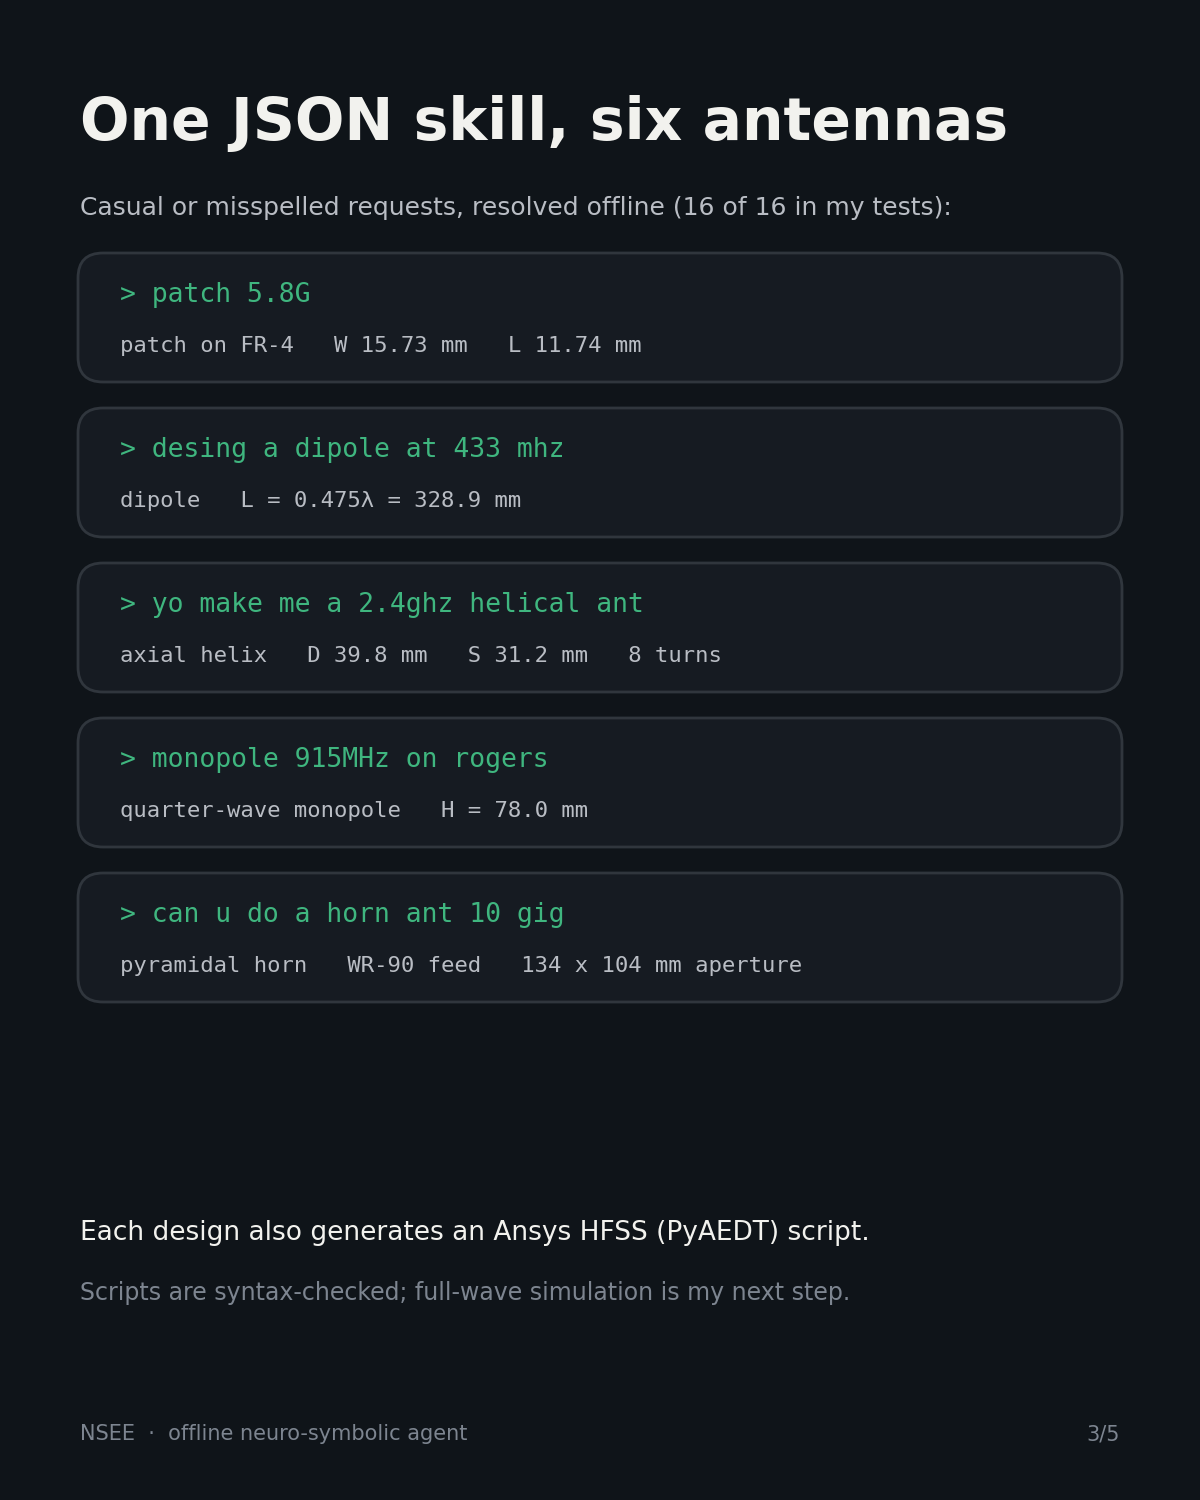 One JSON skill, six antennas
Casual or misspelled requests, resolved offline (16 of 16 in my tests):
> patch 5.8G
patch on FR-4   W 15.73 mm   L 11.74 mm
> desing a dipole at 433 mhz
dipole   L = 0.475λ = 328.9 mm
> yo make me a 2.4ghz helical ant
axial helix   D 39.8 mm   S 31.2 mm   8 turns
> monopole 915MHz on rogers
quarter-wave monopole   H = 78.0 mm
> can u do a horn ant 10 gig
pyramidal horn   WR-90 feed   134 x 104 mm aperture
Each design also generates an Ansys HFSS (PyAEDT) script.
Scripts are syntax-checked; full-wave simulation is my next step.
NSEE · offline neuro-symbolic agent
3/5